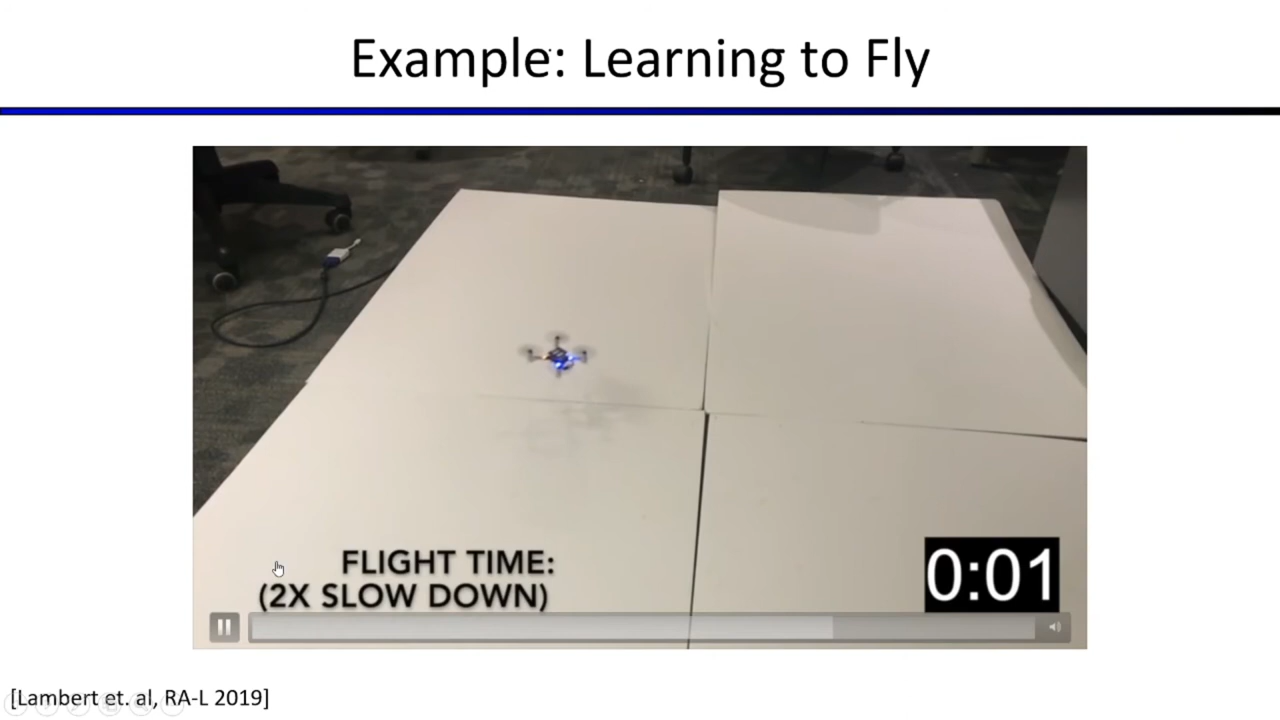 Example: Learning to Fly
FLIGHT TIME:
(2X SLOW DOWN)
0:01
[Lambert et. al, RA-L 2019]